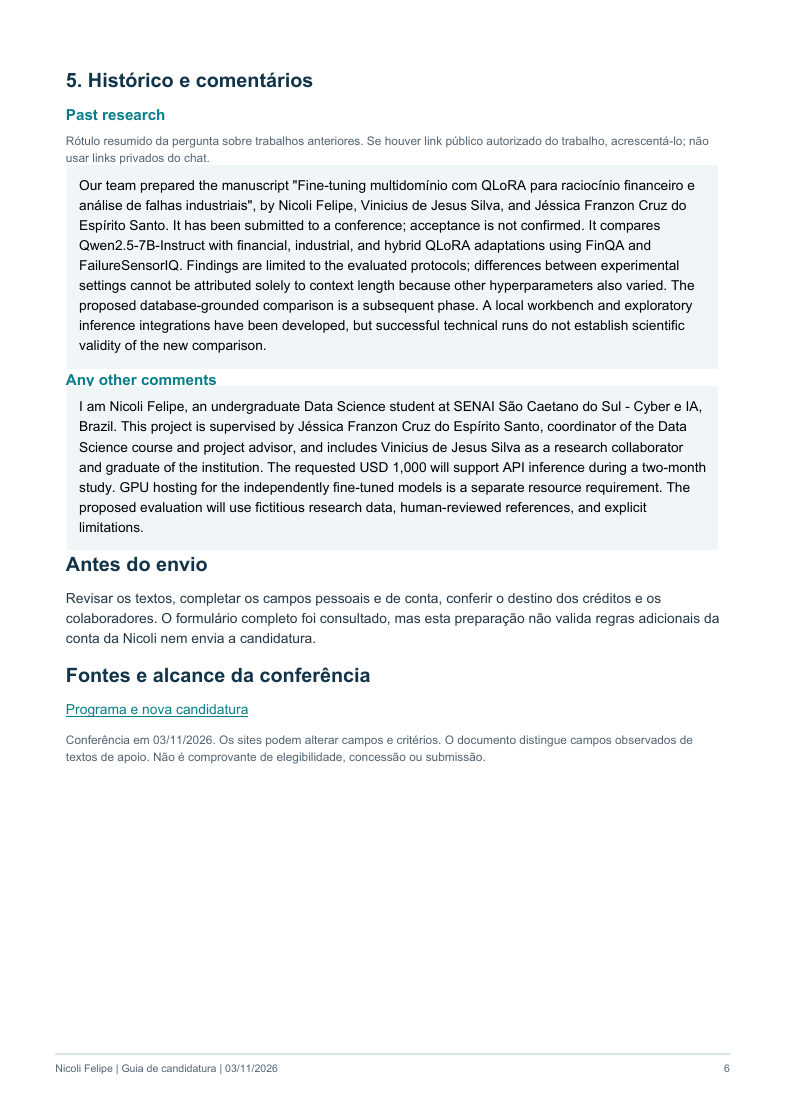 5. Histórico e comentários
Past research
Rótulo resumido da pergunta sobre trabalhos anteriores. Se houver link público autorizado do trabalho, acrescentá-lo; não
usar links privados do chat.
Our team prepared the manuscript "Fine-tuning multidomínio com QLoRA para raciocínio financeiro e
análise de falhas industriais", by Nicoli Felipe, Vinicius de Jesus Silva, and Jéssica Franzon Cruz do
Espírito Santo. It has been submitted to a conference; acceptance is not confirmed. It compares
Qwen2.5-7B-Instruct with financial, industrial, and hybrid QLoRA adaptations using FinQA and
FailureSensorIQ. Findings are limited to the evaluated protocols; differences between experimental
settings cannot be attributed solely to context length because other hyperparameters also varied. The
proposed database-grounded comparison is a subsequent phase. A local workbench and exploratory
inference integrations have been developed, but successful technical runs do not establish scientific
validity of the new comparison.
Any other comments
I am Nicoli Felipe, an undergraduate Data Science student at SENAI São Caetano do Sul - Cyber e IA,
Brazil. This project is supervised by Jéssica Franzon Cruz do Espírito Santo, coordinator of the Data
Science course and project advisor, and includes Vinicius de Jesus Silva as a research collaborator
and graduate of the institution. The requested USD 1,000 will support API inference during a two-month
study. GPU hosting for the independently fine-tuned models is a separate resource requirement. The
proposed evaluation will use fictitious research data, human-reviewed references, and explicit
limitations.
Antes do envio
Revisar os textos, completar os campos pessoais e de conta, conferir o destino dos créditos e os
colaboradores. O formulário completo foi consultado, mas esta preparação não valida regras adicionais da
conta da Nicoli nem envia a candidatura.
Fontes e alcance da conferência
Programa e nova candidatura
Conferência em 03/11/2026. Os sites podem alterar campos e critérios. O documento distingue campos observados de
textos de apoio. Não é comprovante de elegibilidade, concessão ou submissão.
Nicoli Felipe | Guia de candidatura | 03/11/2026
6